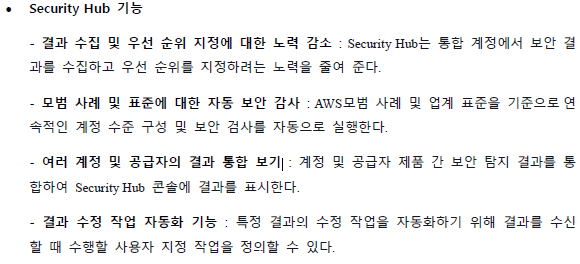 • Security Hub 기능
- 결과 수집 및 우선 순위 지정에 대한 노력 감소 : Security Hub는 통합 계정에서 보안 결
과를 수집하고 우선 순위를 지정하려는 노력을 줄여 준다.
- 모범 사례 및 표준에 대한 자동 보안 감사 : AWS모범 사례 및 업계 표준을 기준으로 연
속적인 계정 수준 구성 및 보안 검사를 자동으로 실행한다.
- 여러 계정 및 공급자의 결과 통합 보기 : 계정 및 공급자 제품 간 보안 탐지 결과를 통
합하여 Security Hub 콘솔에 결과를 표시한다.
- 결과 수정 작업 자동화 기능 : 특정 결과의 수정 작업을 자동화하기 위해 결과를 수신
할 때 수행할 사용자 지정 작업을 정의할 수 있다.